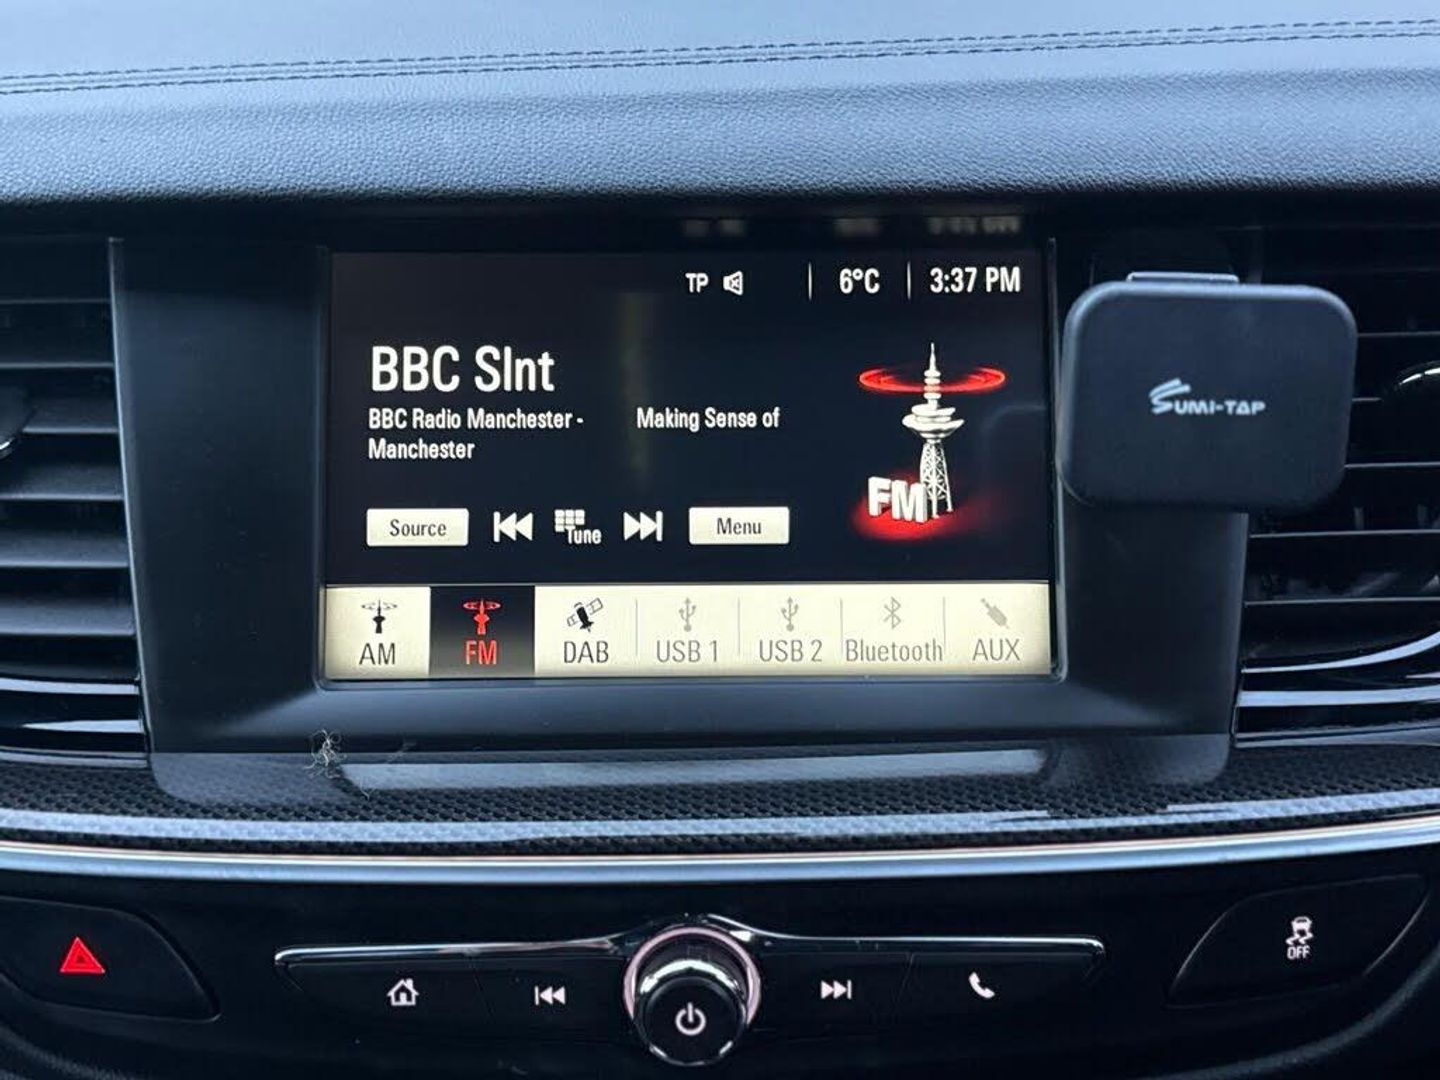 TP 6°C 3:37 PM
BBC Slnt
BBC Radio Manchester - Making Sense of
Manchester
FM
Source Tune Menu
AM FM DAB USB 1 USB 2 Bluetooth AUX
SUMI-TAP
OFF